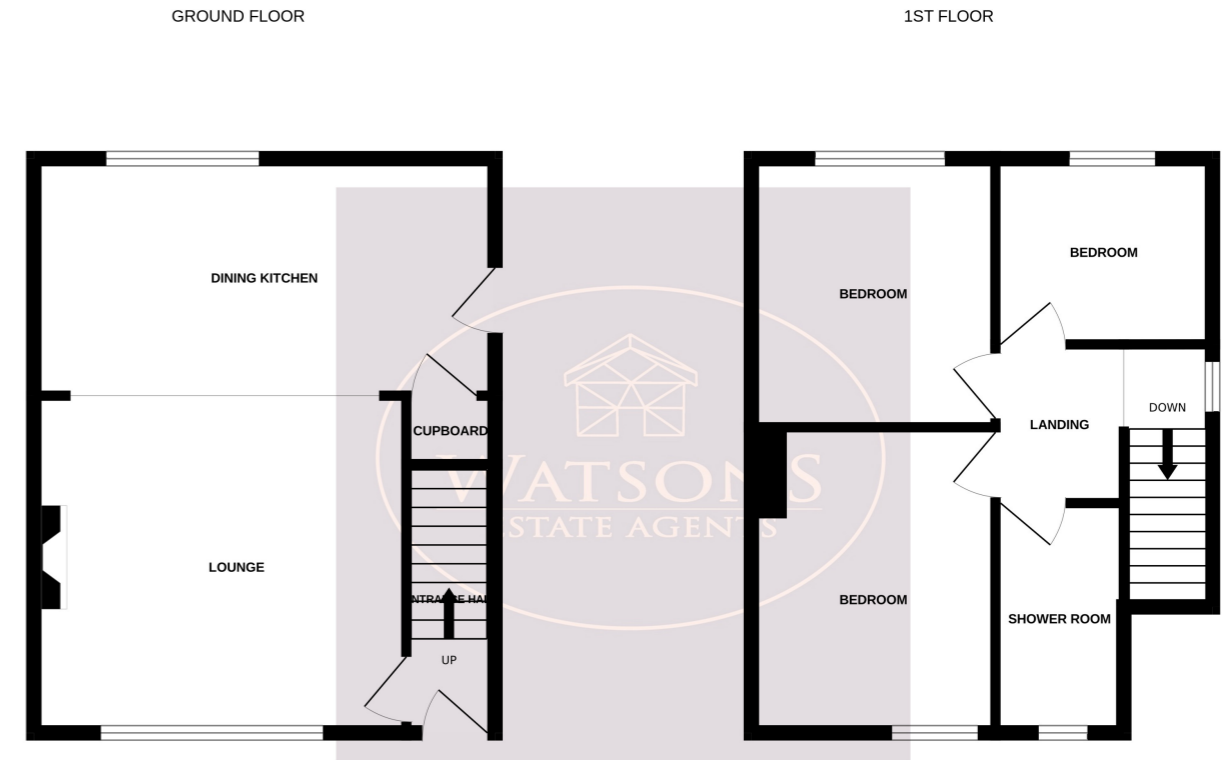 GROUND FLOOR
1ST FLOOR
DINING KITCHEN
CUPBOARD
LOUNGE
UP
BEDROOM
BEDROOM
DOWN
LANDING
BEDROOM
SHOWER ROOM
WATSONS
ESTATE AGENTS